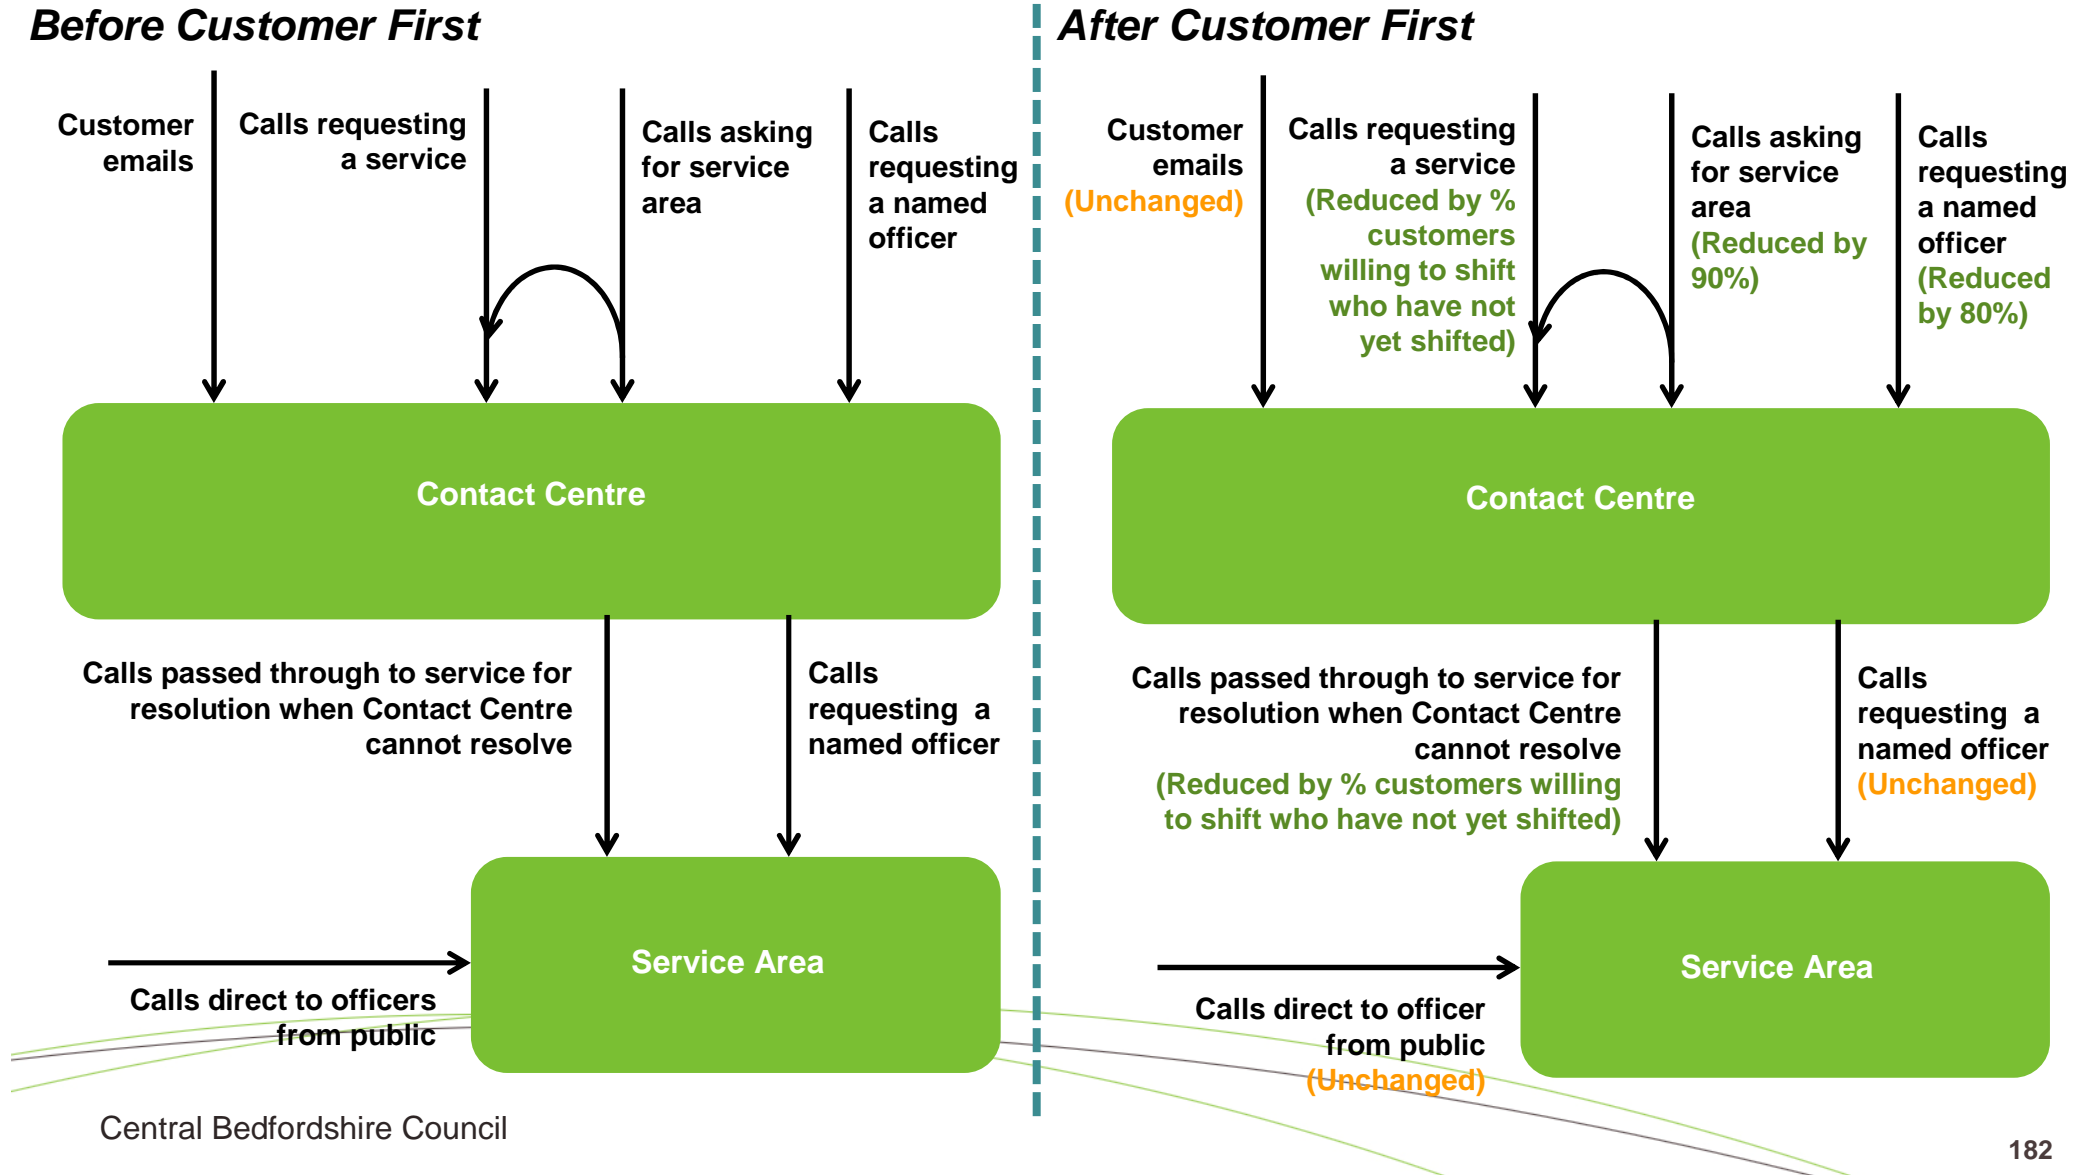 Before Customer First
Customer
emails
Calls requesting
a service
Calls asking
for service
area
Calls
requesting
a named
officer
Contact Centre
Calls passed through to service for
resolution when Contact Centre
cannot resolve
Calls
requesting a
named officer
Service Area
Calls direct to officers
from public
After Customer First
Customer
emails
(Unchanged)
Calls requesting
a service
(Reduced by %
customers
willing to shift
who have not
yet shifted)
Calls asking
for service
area
(Reduced by
90%)
Calls
requesting
a named
officer
(Reduced
by 80%)
Contact Centre
Calls passed through to service for
resolution when Contact Centre
cannot resolve
(Reduced by % customers willing
to shift who have not yet shifted)
Calls
requesting a
named officer
(Unchanged)
Service Area
Calls direct to officer
from public
(Unchanged)
Central Bedfordshire Council
182